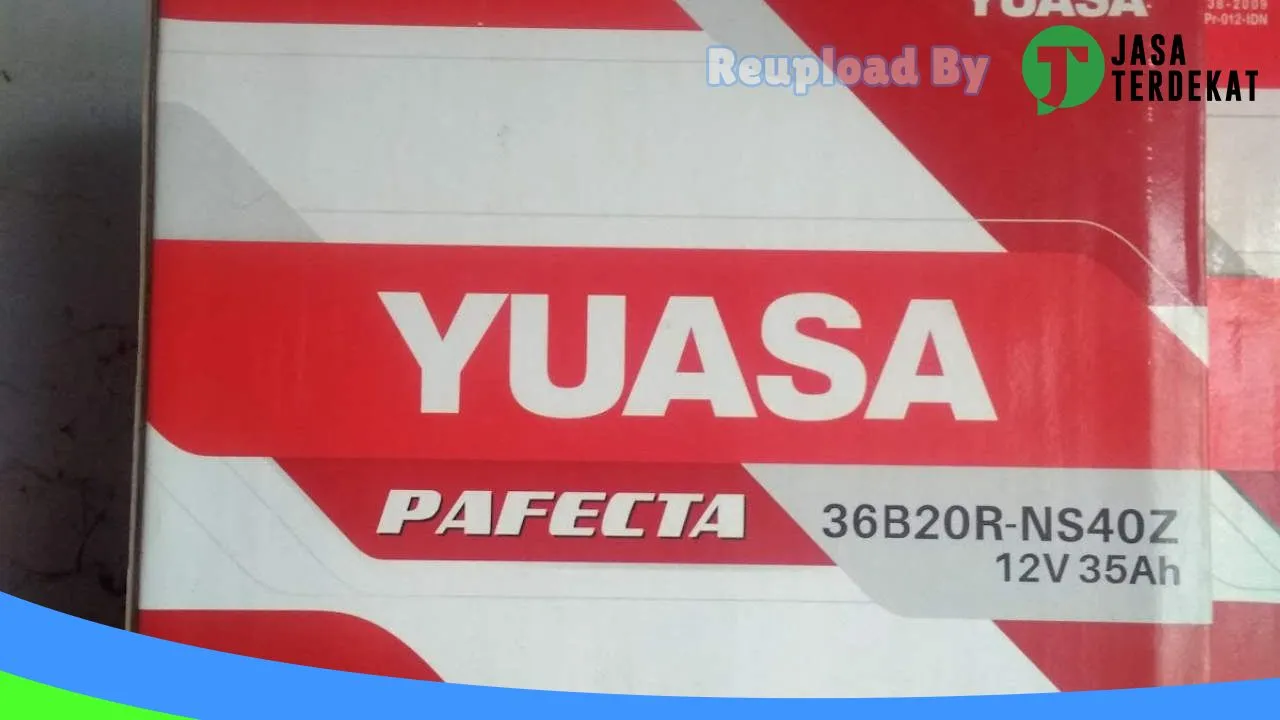 YUASA
38-2009
Pr-012-IDN
Reupload By
JASA
TERDEKAT
YUASA
PAFECTA
36B20R-NS40Z
12V 35Ah